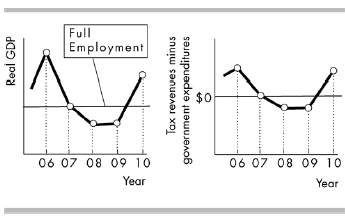 Full
Employment
Real GDP
06 07 08 09 10
Year
Tax revenues minus
government expenditures
$0
06 07 08 09 10
Year